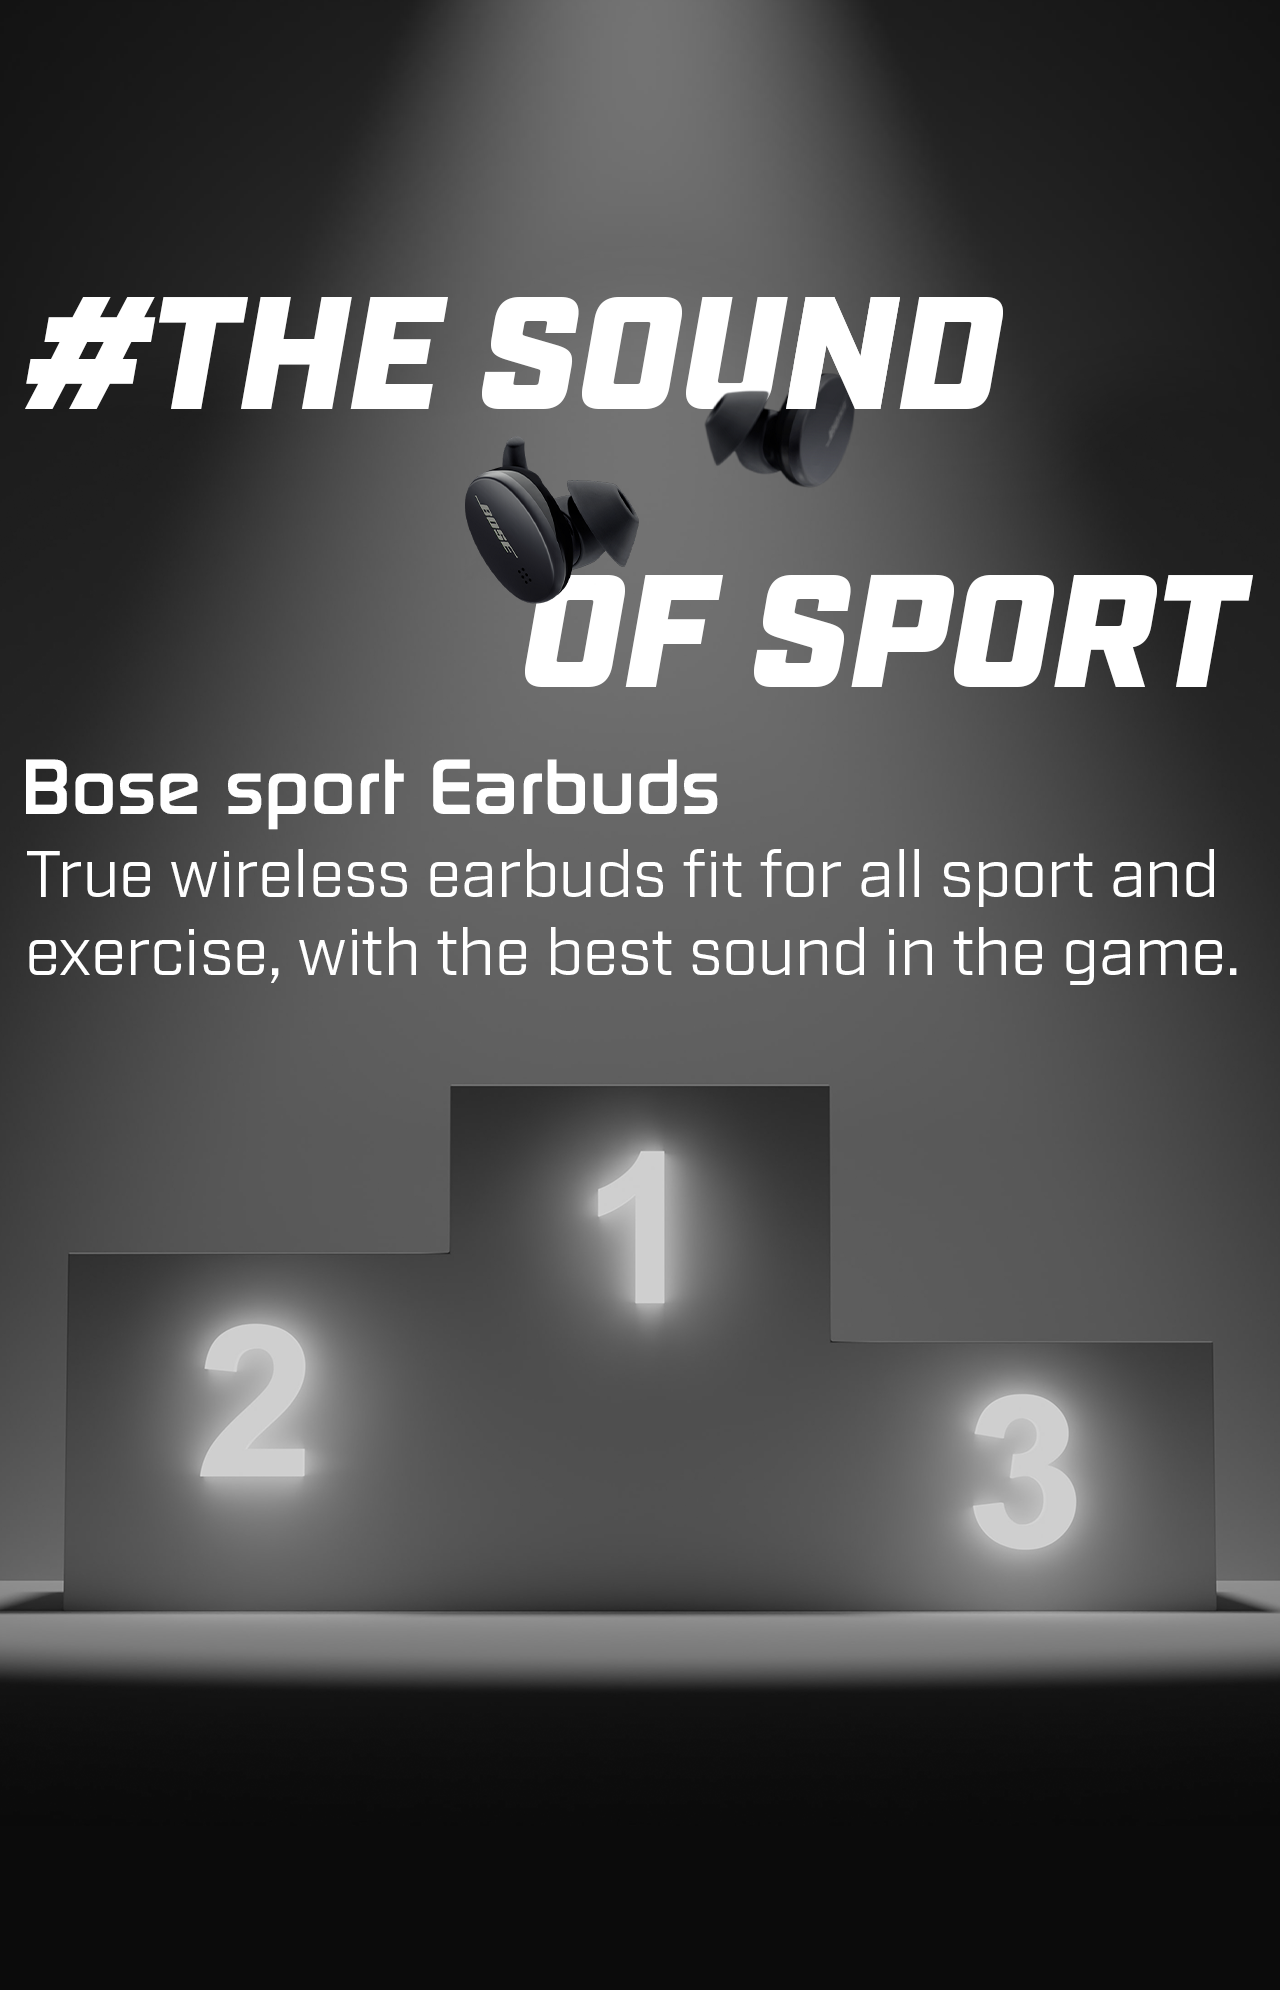 #THE SOUND
BOSE
OF SPORT
Bose sport Earbuds
True wireless earbuds fit for all sport and
exercise, with the best sound in the game.
1
2
3